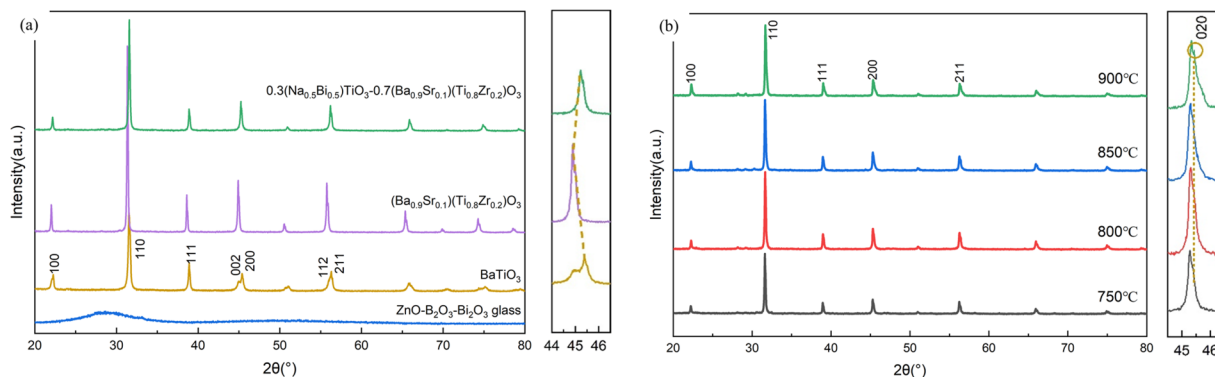 (a)
0.3(Na₀.₅Bi₀.₅)TiO₃-0.7(Ba₀.₉Sr₀.₁)(Ti₀.₈Zr₀.₂)O₃
(Ba₀.₉Sr₀.₁)(Ti₀.₈Zr₀.₂)O₃
100
110
111
002
200
112
211
BaTiO₃
ZnO-B₂O₃-Bi₂O₃ glass
Intensity(a.u.)
20 30 40 50 60 70 80
2θ(°)
44 45 46
(b)
100
110
111
200
211
900℃
850℃
800℃
750℃
Intensity(a.u.)
20 30 40 50 60 70 80
2θ(°)
020
45 46